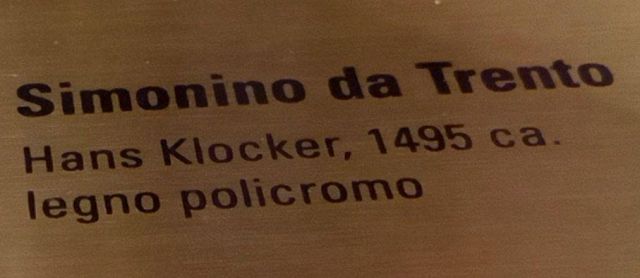 Simonino da Trento
Hans Klocker, 1495 ca.
legno policromo